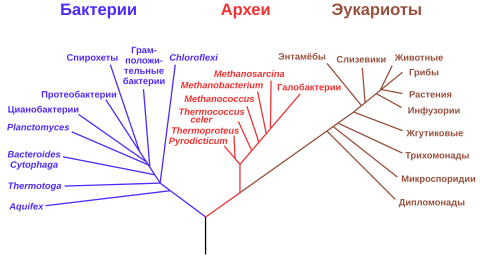 Бактерии Археи Эукариоты
Спирохеты
Грам-
положи-
тельные
бактерии
Chloroflexi
Протеобактерии
Цианобактерии
Planctomyces
Bacteroides
Cytophaga
Thermotoga
Aquifex
Methanosarcina
Methanobacterium
Галобактерии
Methanococcus
Thermococcus
celer
Thermoproteus
Pyrodicticum
Энтамёбы
Слизевики
Животные
Грибы
Растения
Инфузории
Жгутиковые
Трихомонады
Микроспоридии
Дипломонады